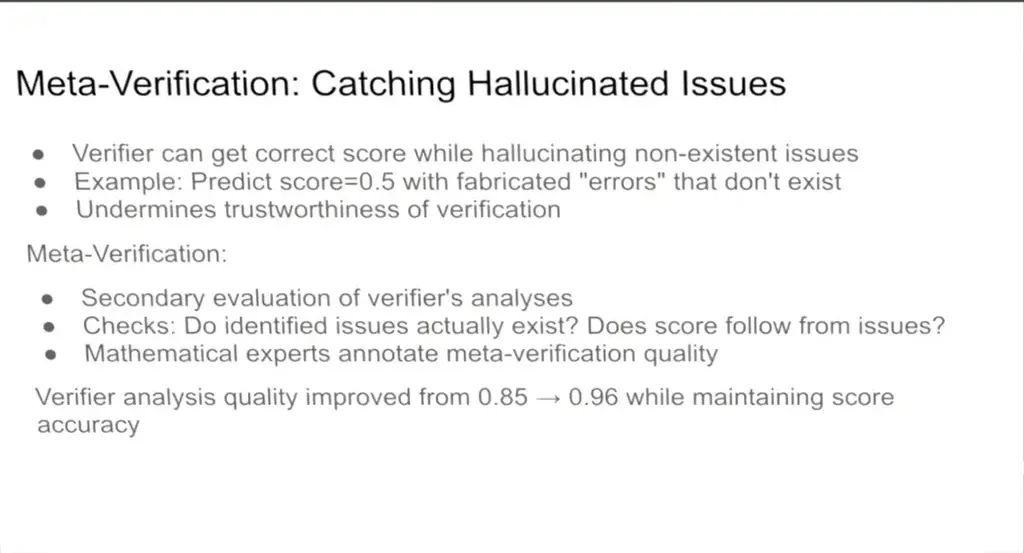 Meta-Verification: Catching Hallucinated Issues
● Verifier can get correct score while hallucinating non-existent issues
● Example: Predict score=0.5 with fabricated "errors" that don't exist
● Undermines trustworthiness of verification
Meta-Verification:
● Secondary evaluation of verifier's analyses
● Checks: Do identified issues actually exist? Does score follow from issues?
● Mathematical experts annotate meta-verification quality
Verifier analysis quality improved from 0.85 → 0.96 while maintaining score
accuracy